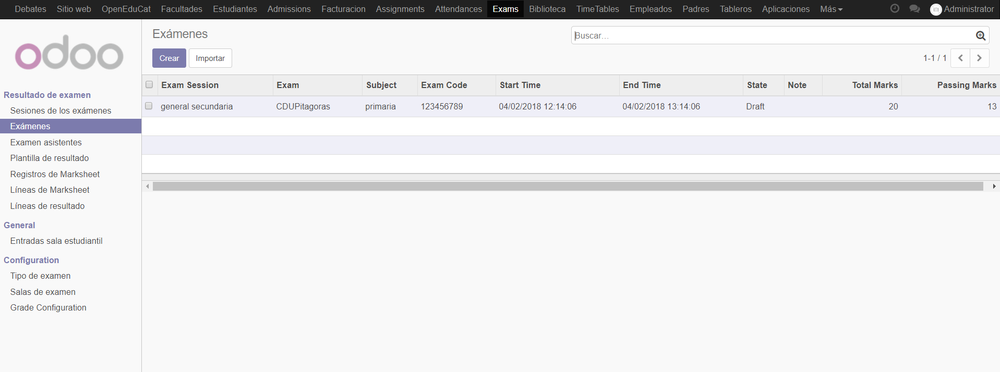 Debates Sitio web OpenEduCat Facultades Estudiantes Admissions Facturacion Assignments Attendances Exams Biblioteca TimeTables Empleados Padres Tableros Aplicaciones Más Administrator
odoo
Resultado de examen
Sesiones de los exámenes
Exámenes
Examen asistentes
Plantilla de resultado
Registros de Marksheet
Líneas de Marksheet
Líneas de resultado
General
Entradas sala estudiantil
Configuration
Tipo de examen
Salas de examen
Grade Configuration
Exámenes
Buscar...
Crear Importar
1-1 / 1
Exam Session Exam Subject Exam Code Start Time End Time State Note Total Marks Passing Marks
general secundaria CDUPitagoras primaria 123456789 04/02/2018 12:14:06 04/02/2018 13:14:06 Draft 20 13